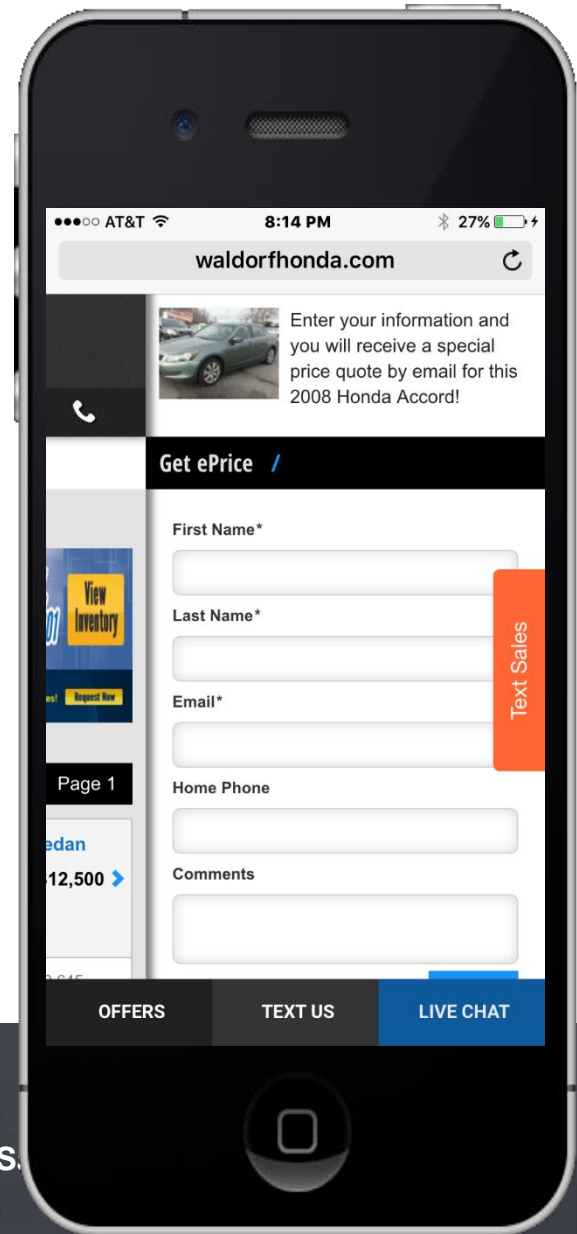 AT&T 8:14 PM 27%
waldorfhonda.com
Enter your information and
you will receive a special
price quote by email for this
2008 Honda Accord!
Get ePrice /
First Name*
View
Inventory
01
Last Name*
Text Sales
es! Request Now
Email*
Page 1
Home Phone
edan
12,500
Comments
OFFERS TEXT US LIVE CHAT
s